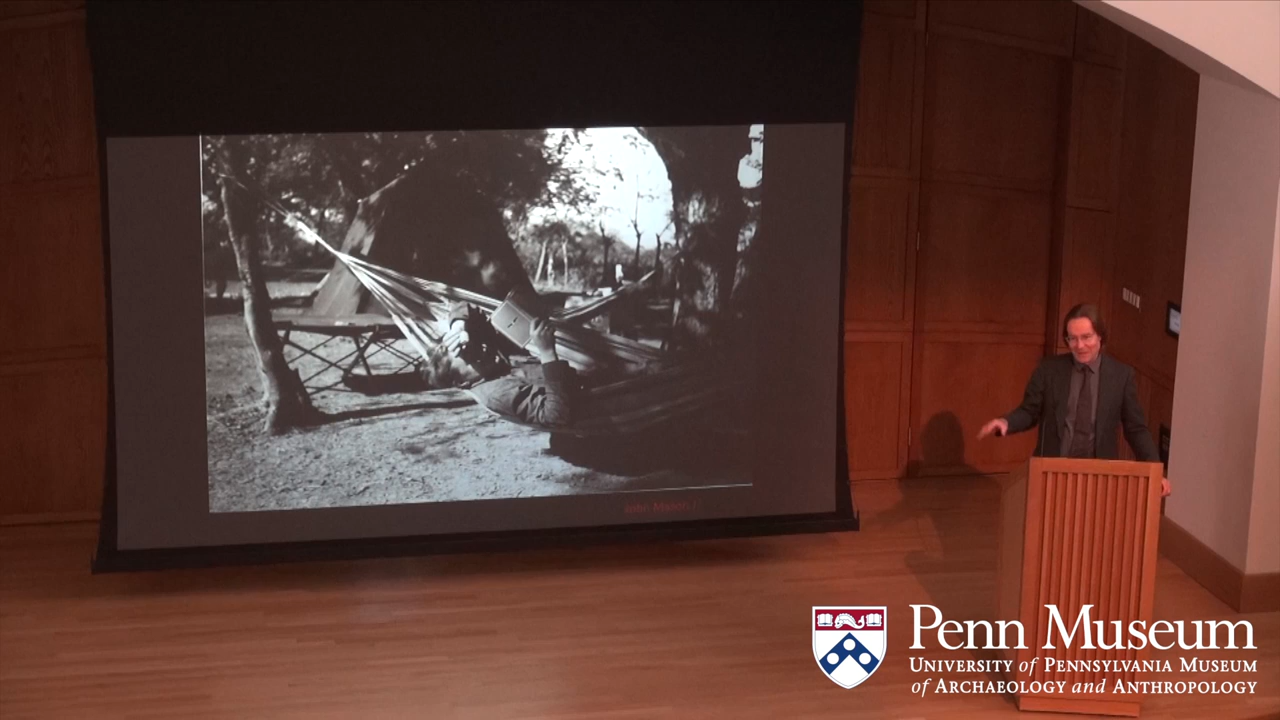 Penn Museum
UNIVERSITY of PENNSYLVANIA MUSEUM
of ARCHAEOLOGY and ANTHROPOLOGY